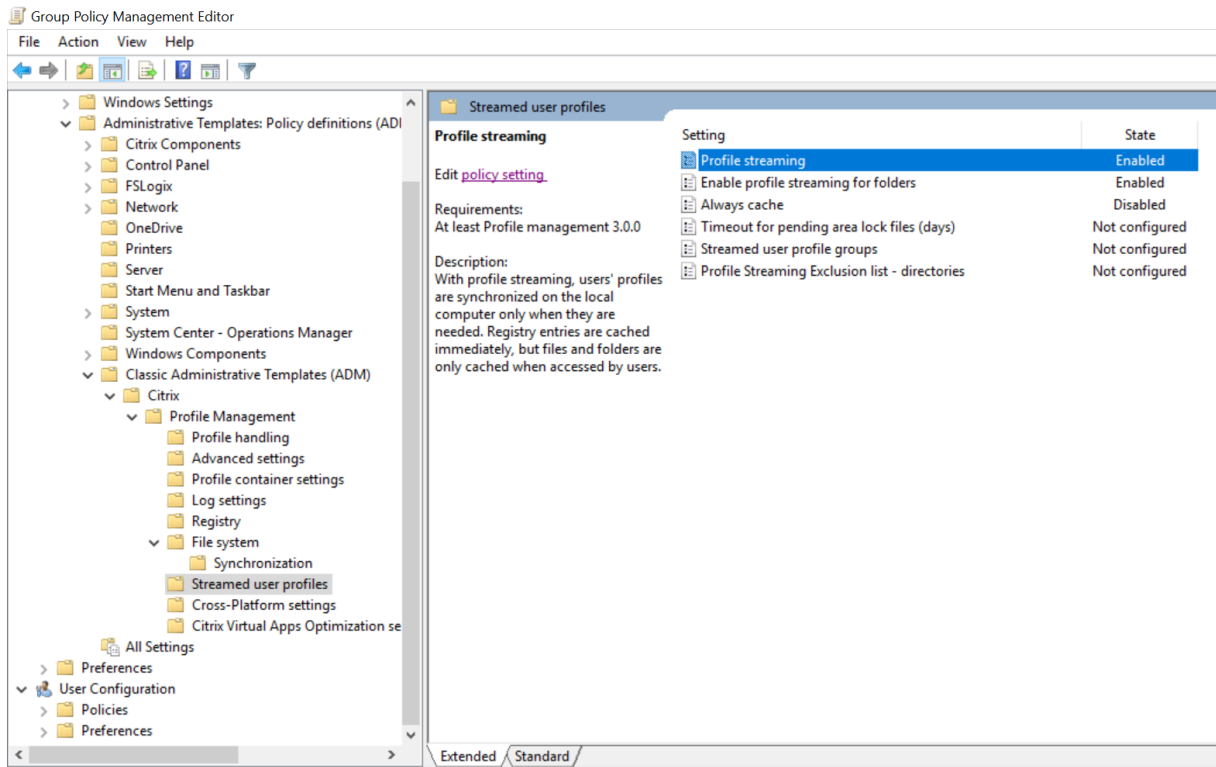 Group Policy Management Editor
File Action View Help
Windows Settings
Administrative Templates: Policy definitions (ADI
Citrix Components
Control Panel
FSLogix
Network
OneDrive
Printers
Server
Start Menu and Taskbar
System
System Center - Operations Manager
Windows Components
Classic Administrative Templates (ADM)
Citrix
Profile Management
Profile handling
Advanced settings
Profile container settings
Log settings
Registry
File system
Synchronization
Streamed user profiles
Cross-Platform settings
Citrix Virtual Apps Optimization se
All Settings
Preferences
User Configuration
Policies
Preferences
Streamed user profiles
Profile streaming
Edit policy setting
Requirements:
At least Profile management 3.0.0
Description:
With profile streaming, users' profiles
are synchronized on the local
computer only when they are
needed. Registry entries are cached
immediately, but files and folders are
only cached when accessed by users.
Setting State
Profile streaming Enabled
Enable profile streaming for folders Enabled
Always cache Disabled
Timeout for pending area lock files (days) Not configured
Streamed user profile groups Not configured
Profile Streaming Exclusion list - directories Not configured
Extended Standard